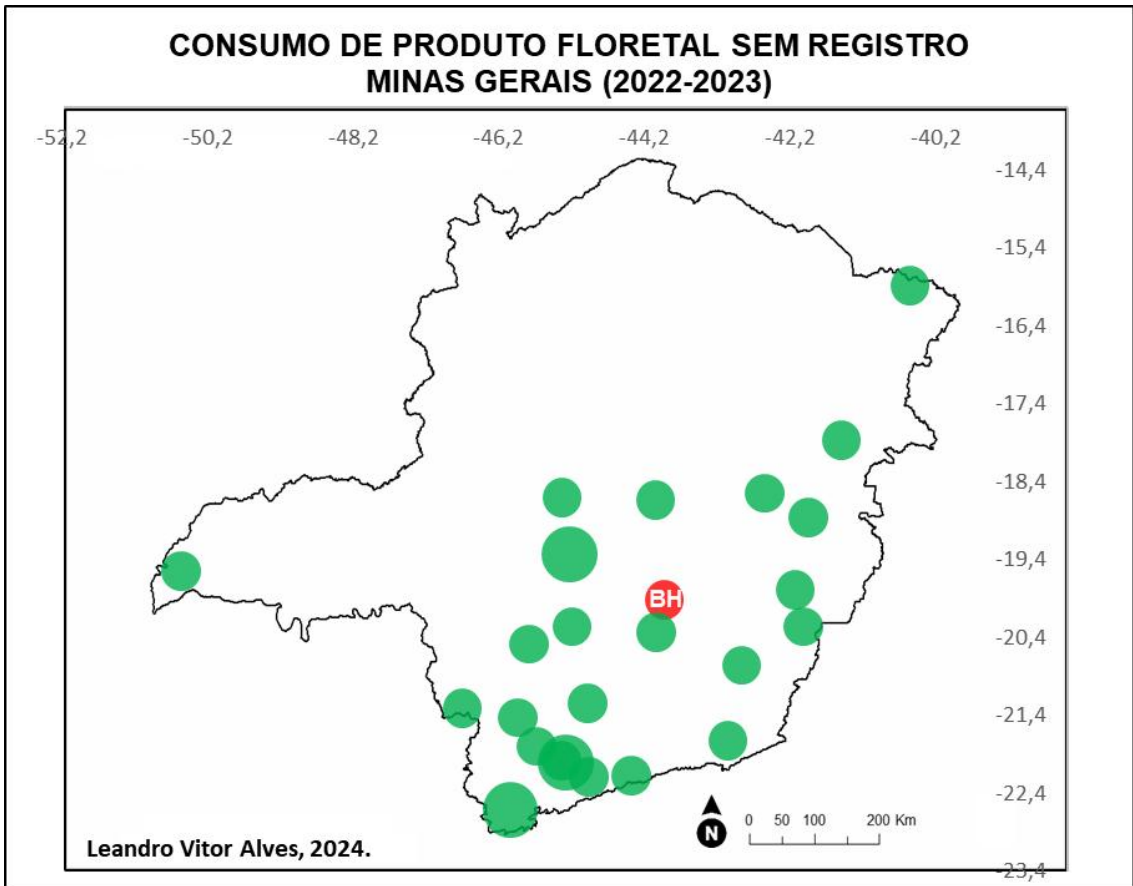 CONSUMO DE PRODUTO FLORETAL SEM REGISTRO
MINAS GERAIS (2022-2023)
-52,2 -50,2 -48,2 -46,2 -44,2 -42,2 -40,2
-14,4
-15,4
-16,4
-17,4
-18,4
-19,4
BH
-20,4
-21,4
-22,4
N
0 50 100 200 Km
Leandro Vitor Alves, 2024.
-23,4